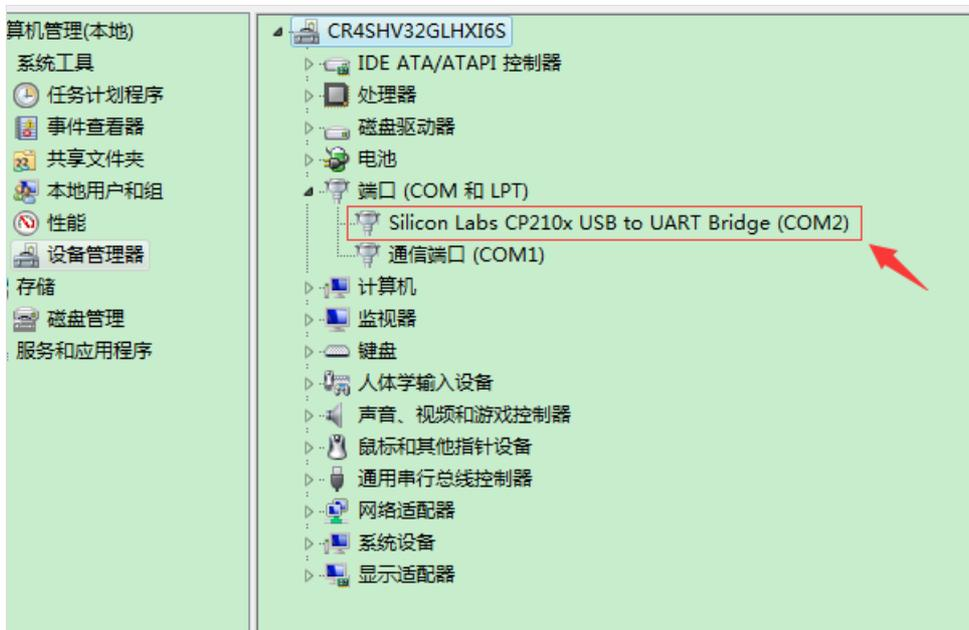 算机管理(本地)
系统工具
任务计划程序
事件查看器
共享文件夹
本地用户和组
性能
设备管理器
存储
磁盘管理
服务和应用程序
CR4SHV32GLHXI6S
IDE ATA/ATAPI 控制器
处理器
磁盘驱动器
电池
端口 (COM 和 LPT)
Silicon Labs CP210x USB to UART Bridge (COM2)
通信端口 (COM1)
计算机
监视器
键盘
人体学输入设备
声音、视频和游戏控制器
鼠标和其他指针设备
通用串行总线控制器
网络适配器
系统设备
显示适配器